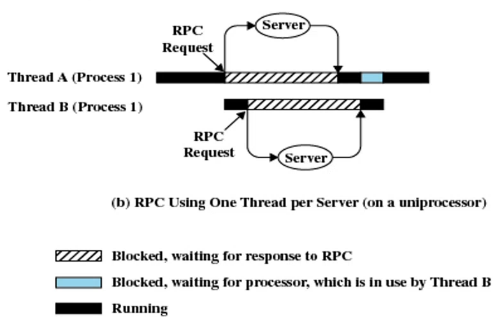 Server
RPC
Request
Thread A (Process 1)
Thread B (Process 1)
RPC
Request
Server
(b) RPC Using One Thread per Server (on a uniprocessor)
Blocked, waiting for response to RPC
Blocked, waiting for processor, which is in use by Thread B
Running